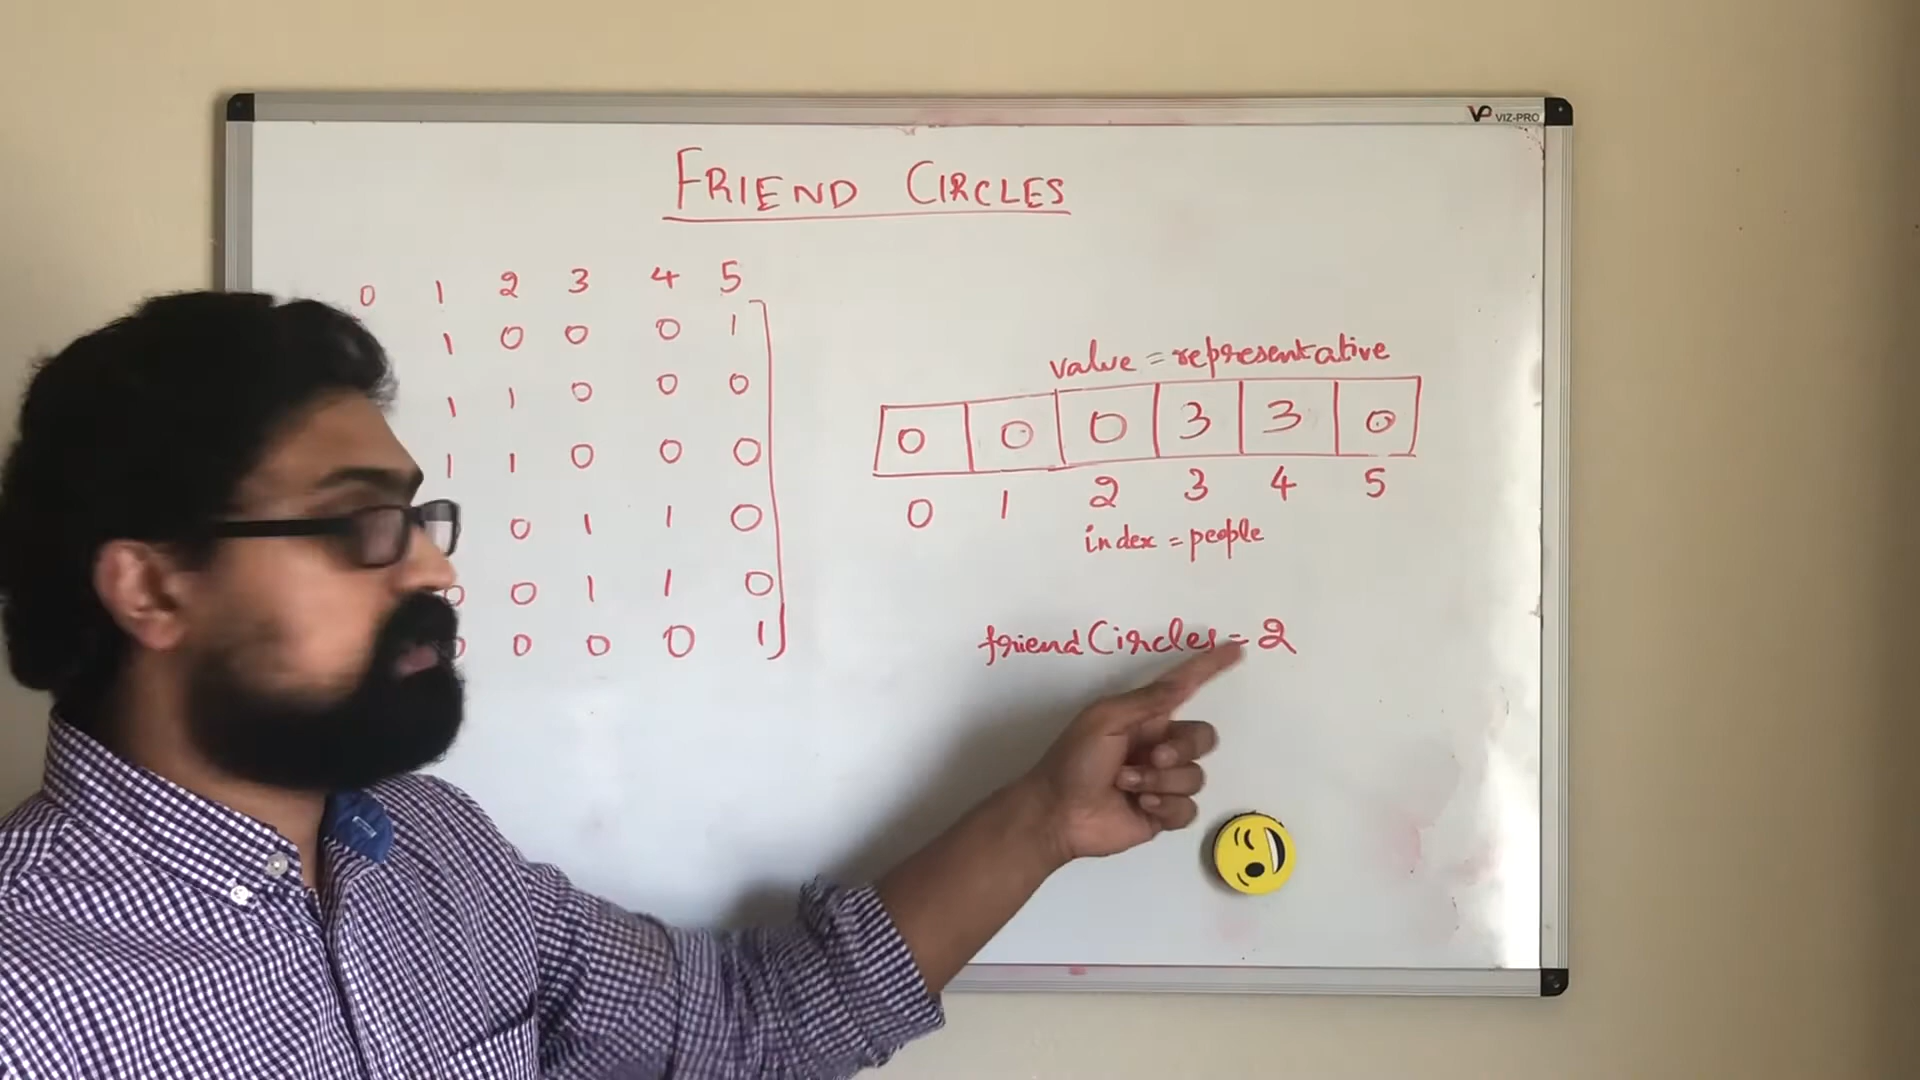 VIZ-PRO
FRIEND CIRCLES
0 1 2 3 4 5
1 0 0 0 1
1 1 0 0 0
1 1 0 0 0
0 1 1 0
0 0 1 1 0
0 0 0 0 1
value = representative
0 0 0 3 3 0
0 1 2 3 4 5
index = people
friendCircles = 2